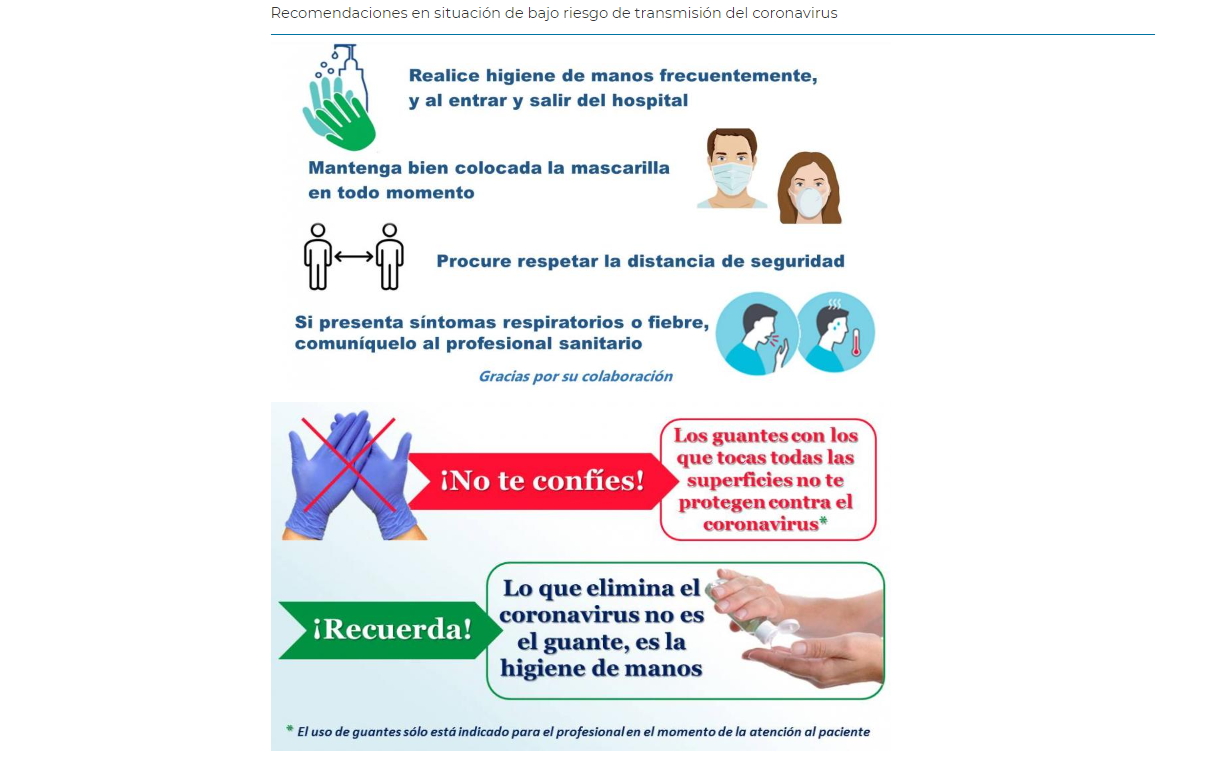 Recomendaciones en situación de bajo riesgo de transmisión del coronavirus
Realice higiene de manos frecuentemente,
y al entrar y salir del hospital
Mantenga bien colocada la mascarilla
en todo momento
Procure respetar la distancia de seguridad
Si presenta síntomas respiratorios o fiebre,
comuníquelo al profesional sanitario
Gracias por su colaboración
¡No te confíes!
Los guantes con los
que tocas todas las
superficies no te
protegen contra el
coronavirus*
¡Recuerda!
Lo que elimina el
coronavirus no es
el guante, es la
higiene de manos
* El uso de guantes sólo está indicado para el profesional en el momento de la atención al paciente